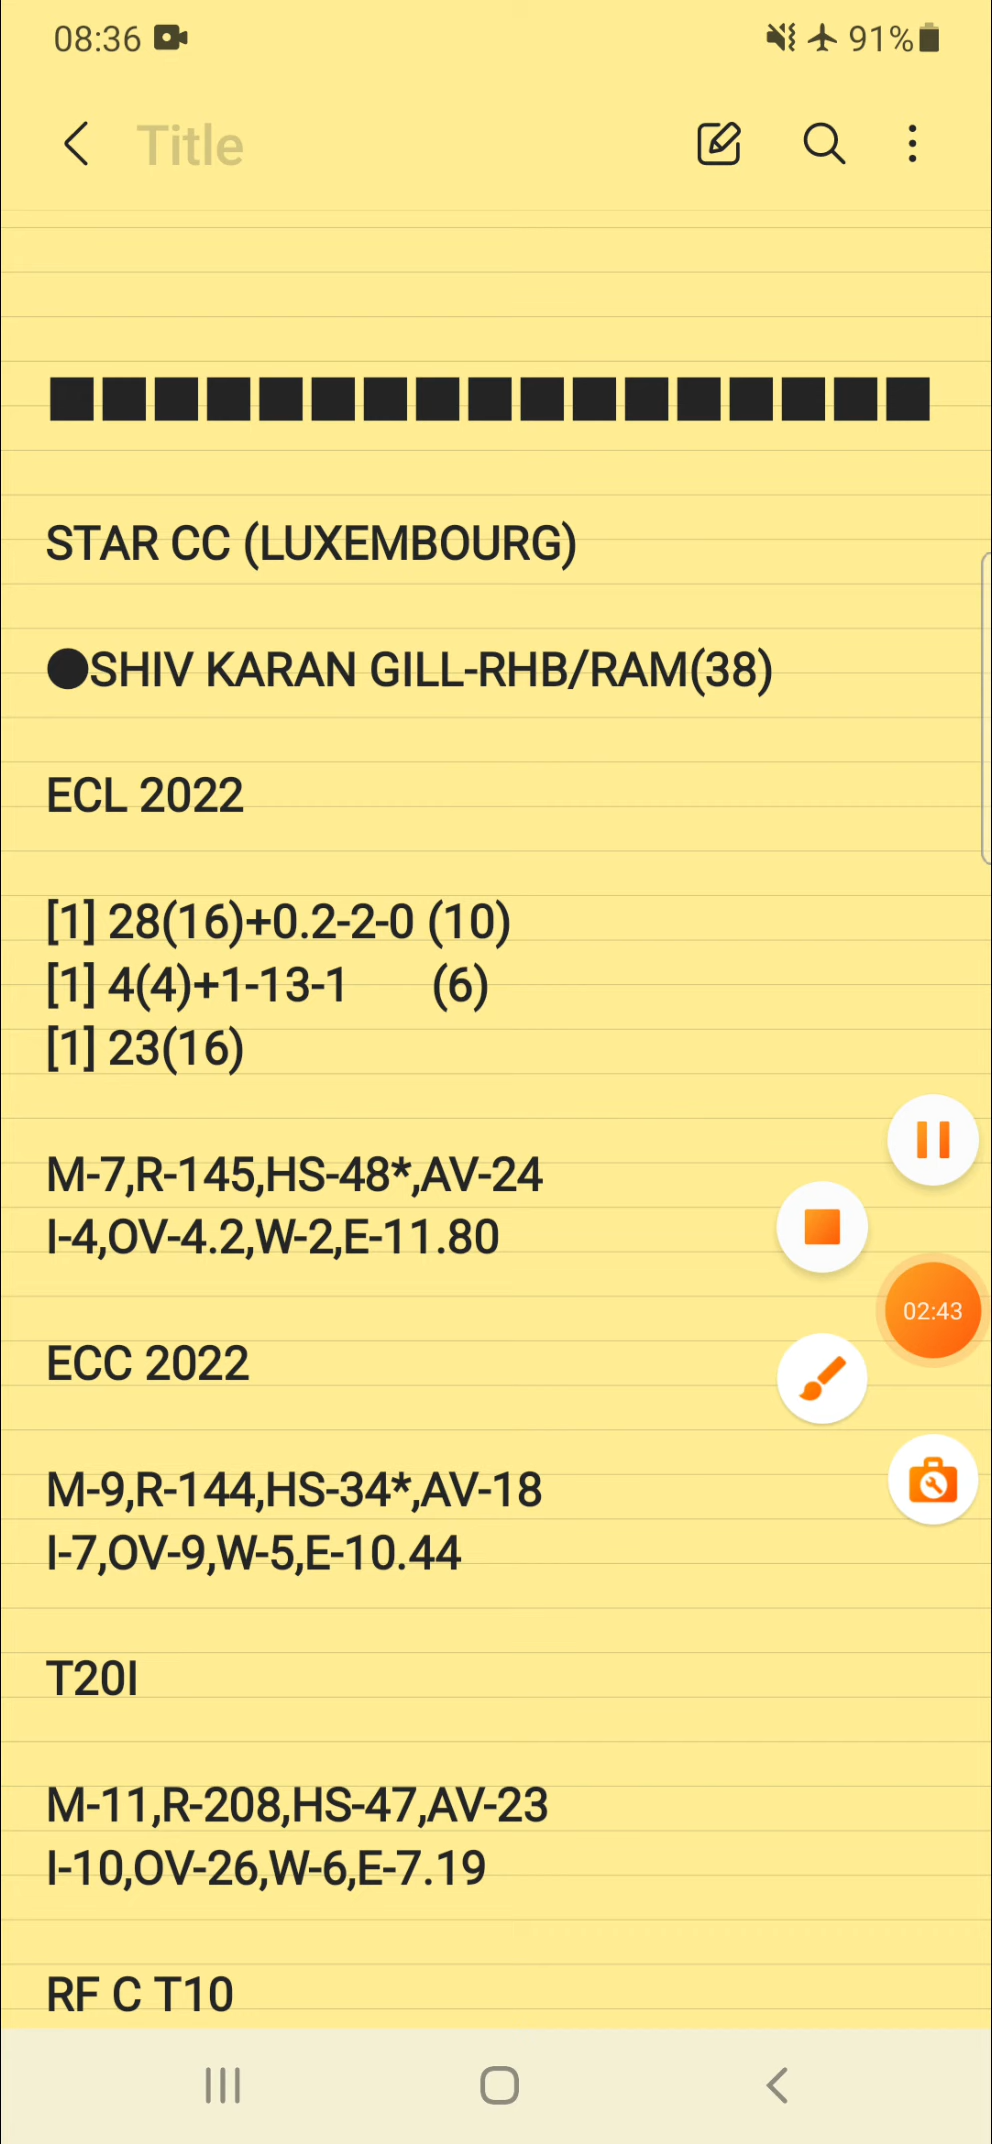 08:36 91%
Title
STAR CC (LUXEMBOURG)
●SHIV KARAN GILL-RHB/RAM(38)
ECL 2022
[1] 28(16)+0.2-2-0 (10)
[1] 4(4)+1-13-1 (6)
[1] 23(16)
M-7,R-145,HS-48*,AV-24
I-4,OV-4.2,W-2,E-11.80
02:43
ECC 2022
M-9,R-144,HS-34*,AV-18
I-7,OV-9,W-5,E-10.44
T20I
M-11,R-208,HS-47,AV-23
I-10,OV-26,W-6,E-7.19
RF C T10